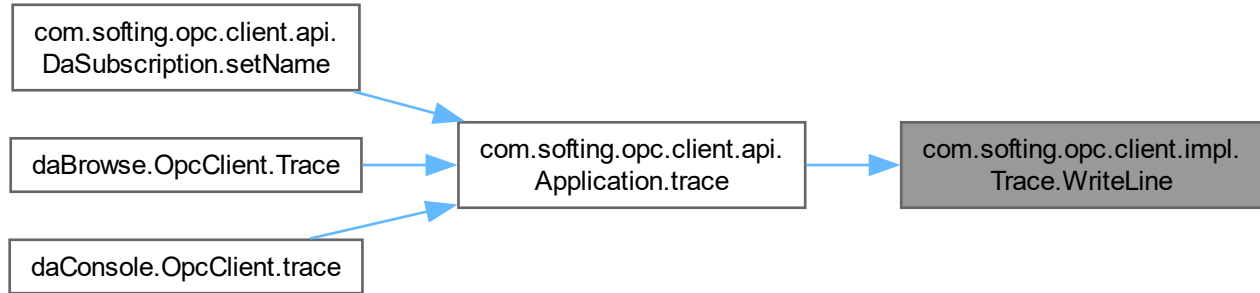 com.softing.opc.client.api.
DaSubscription.setName
daBrowse.OpcClient.Trace
daConsole.OpcClient.trace
com.softing.opc.client.api.
Application.trace
com.softing.opc.client.impl.
Trace.WriteLine